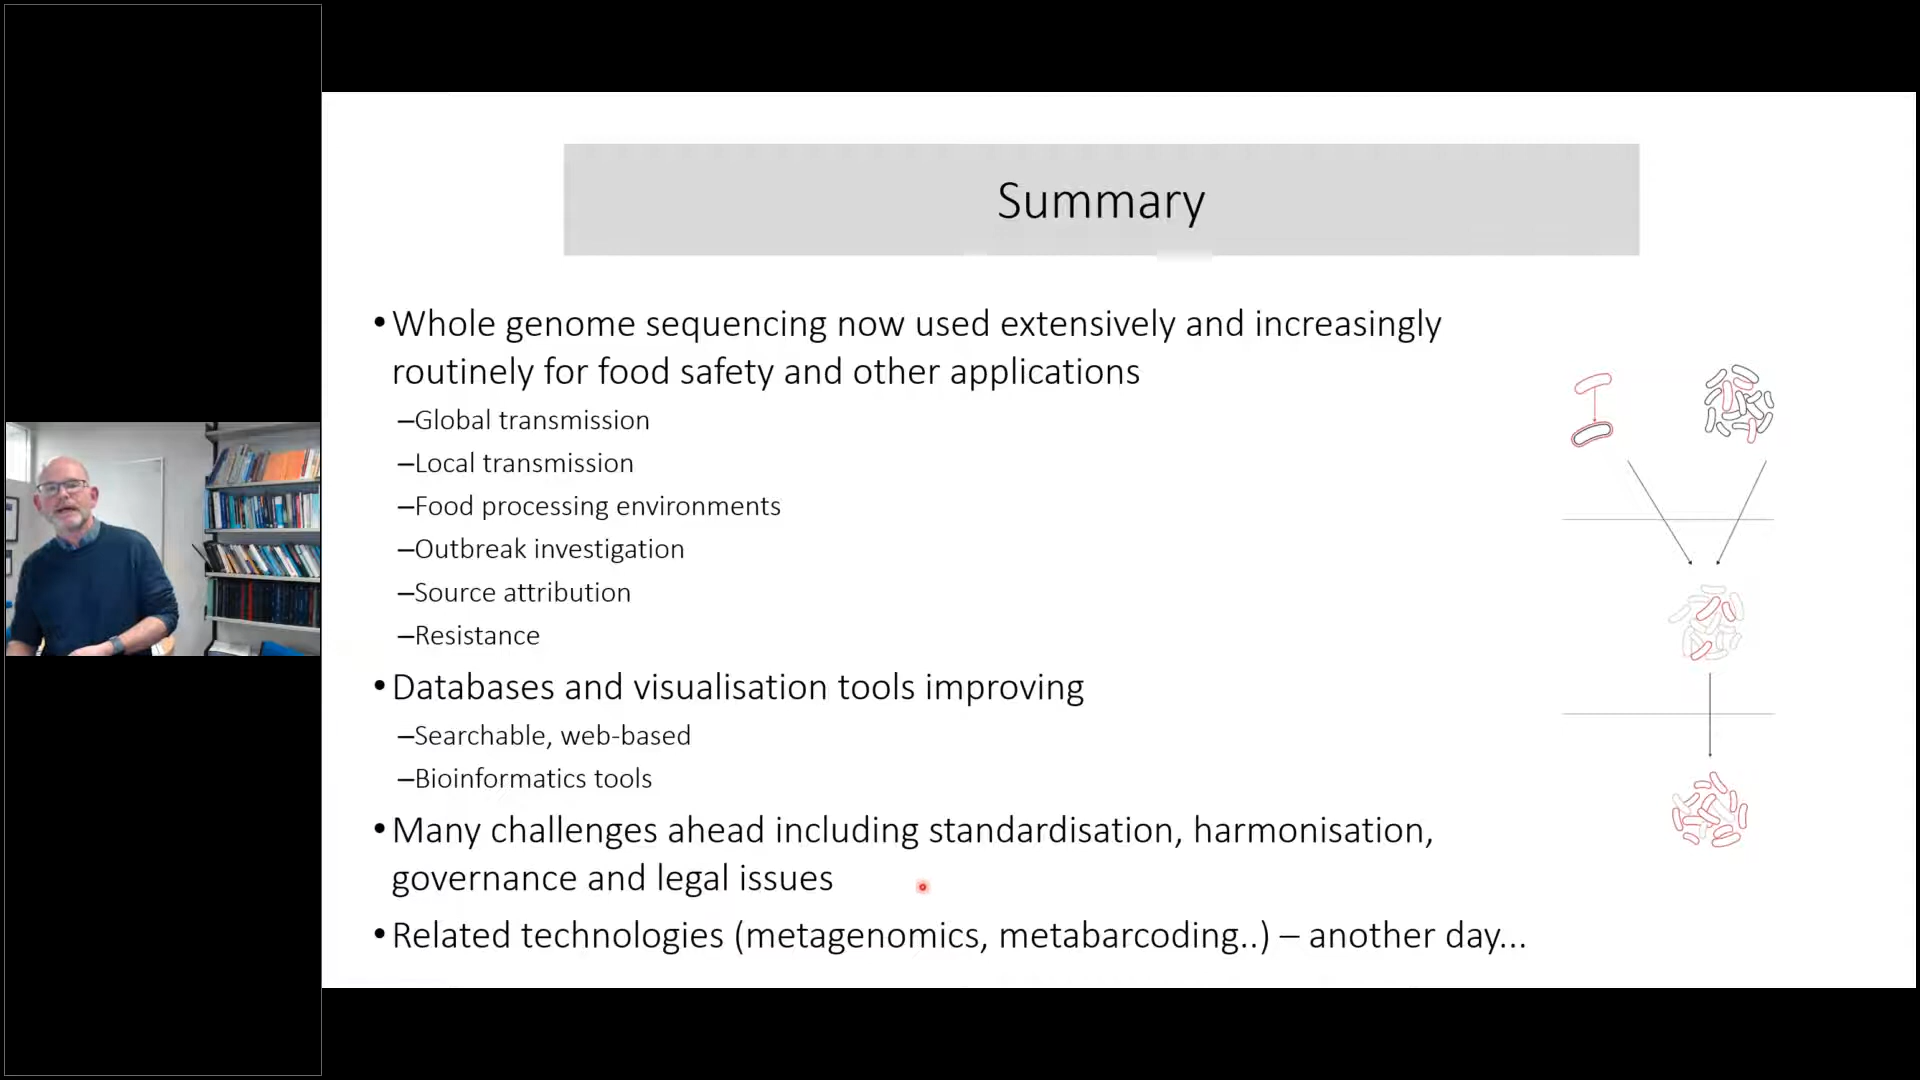 Summary
•Whole genome sequencing now used extensively and increasingly
routinely for food safety and other applications
–Global transmission
–Local transmission
–Food processing environments
–Outbreak investigation
–Source attribution
–Resistance
•Databases and visualisation tools improving
–Searchable, web-based
–Bioinformatics tools
•Many challenges ahead including standardisation, harmonisation,
governance and legal issues
•Related technologies (metagenomics, metabarcoding..) – another day...